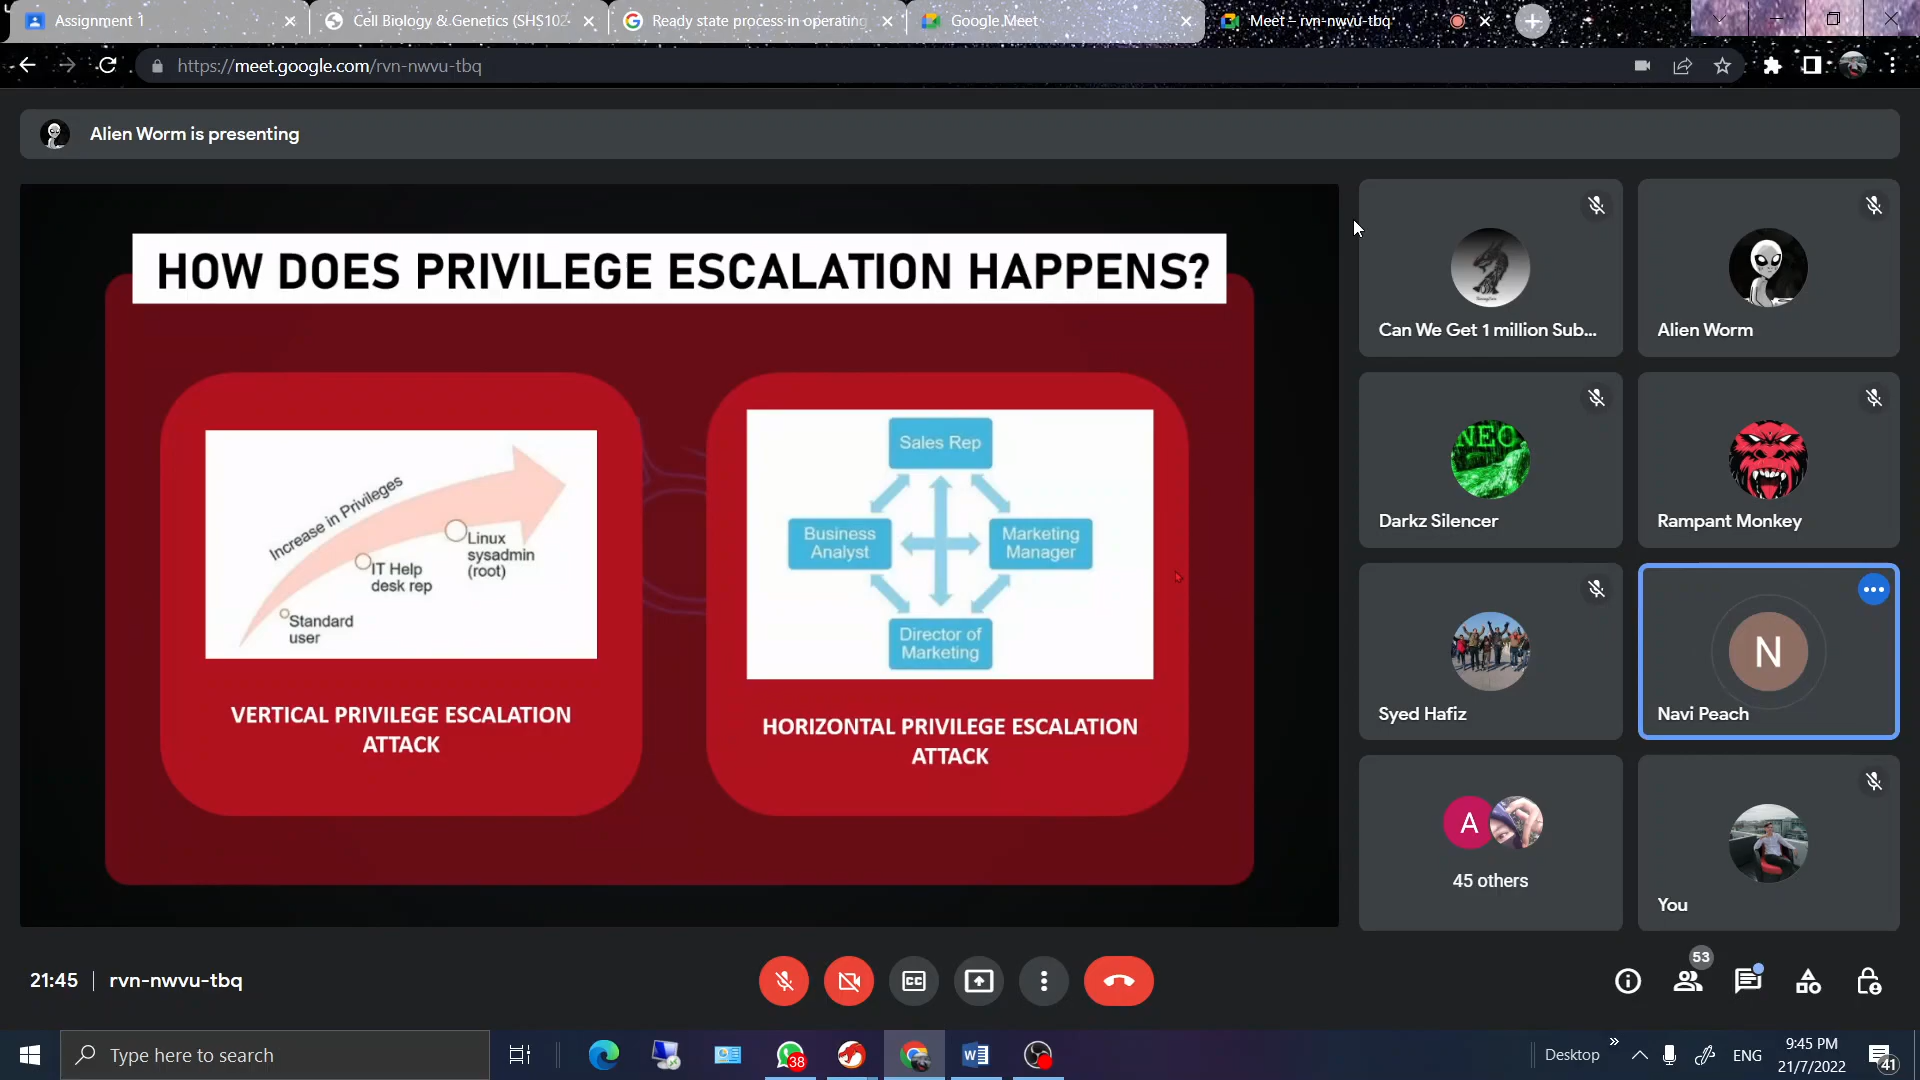 Assignment 1
Cell Biology & Genetics (SHS102
Ready state process in operating
Google Meet
Meet – rvn-nwvu-tbq
https://meet.google.com/rvn-nwvu-tbq
Alien Worm is presenting
HOW DOES PRIVILEGE ESCALATION HAPPENS?
Increase in Privileges
Linux
sysadmin
(root)
IT Help
desk rep
Standard
user
VERTICAL PRIVILEGE ESCALATION
ATTACK
Sales Rep
Business
Analyst
Marketing
Manager
Director of
Marketing
HORIZONTAL PRIVILEGE ESCALATION
ATTACK
Can We Get 1 million Sub...
Alien Worm
NEO
Darkz Silencer
Rampant Monkey
Syed Hafiz
N
Navi Peach
A
45 others
You
21:45
rvn-nwvu-tbq
CC
53
Type here to search
38
Desktop
ENG
9:45 PM
21/7/2022
41